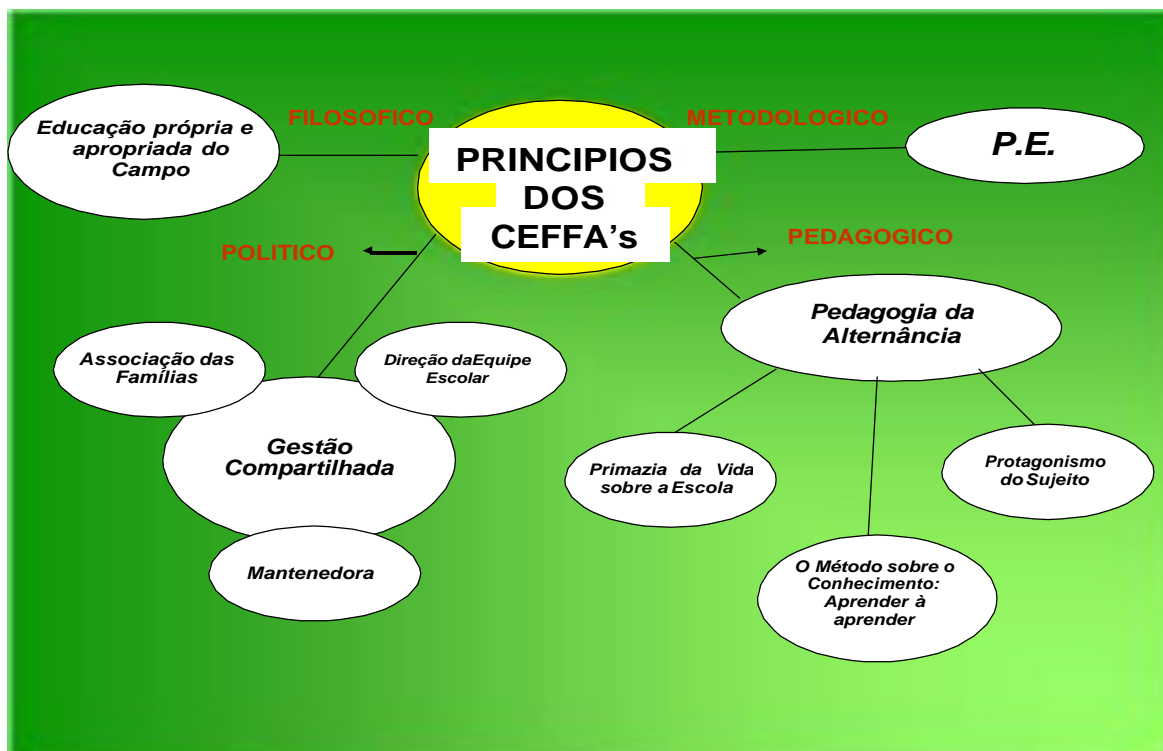 FILOSOFICO
METODOLOGICO
Educação própria e
apropriada do
Campo
PRINCIPIOS
DOS
CEFFA's
P.E.
POLITICO
PEDAGOGICO
Pedagogia da
Alternância
Associação das
Famílias
Direção daEquipe
Escolar
Gestão
Compartilhada
Mantenedora
Primazia da Vida
sobre a Escola
Protagonismo
do Sujeito
O Método sobre o
Conhecimento:
Aprender à
aprender